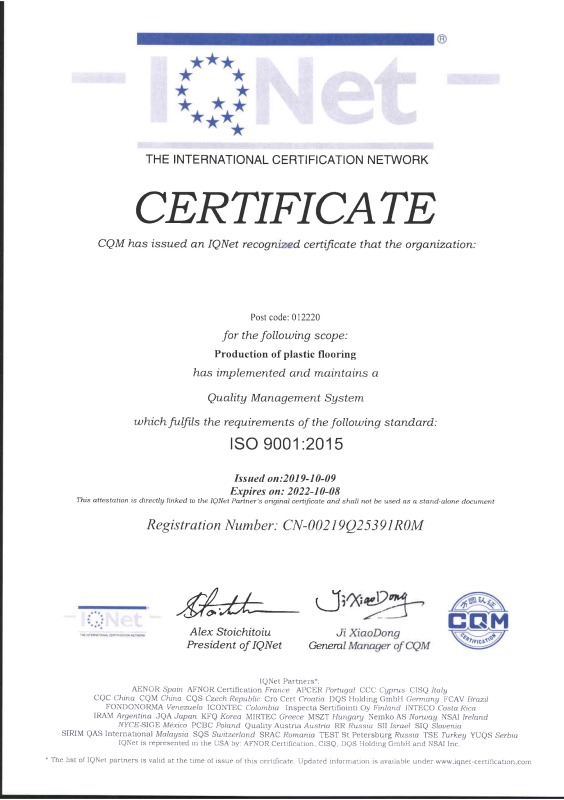 IQNet®
THE INTERNATIONAL CERTIFICATION NETWORK
CERTIFICATE
CQM has issued an IQNet recognized certificate that the organization:
Post code: 012220
for the following scope:
Production of plastic flooring
has implemented and maintains a
Quality Management System
which fulfils the requirements of the following standard:
ISO 9001:2015
Issued on:2019-10-09
Expires on: 2022-10-08
This attestation is directly linked to the IQNet Partner's original certificate and shall not be used as a stand-alone document
Registration Number: CN-00219Q25391R0M
IQNet
THE INTERNATIONAL CERTIFICATION NETWORK
Ji XiaoDong
方圆认证
CQM
CERTIFICATION
Alex Stoichitoiu
President of IQNet
Ji XiaoDong
General Manager of CQM
IQNet Partners*:
AENOR Spain AFNOR Certification France APCER Portugal CCC Cyprus CISQ Italy
CQC China CQM China CQS Czech Republic Cro Cert Croatia DQS Holding GmbH Germany FCAV Brazil
FONDONORMA Venezuela ICONTEC Colombia Inspecta Sertifiointi Oy Finland INTECO Costa Rica
IRAM Argentina JQA Japan KFQ Korea MIRTEC Greece MSZT Hungary Nemko AS Norway NSAI Ireland
NYCE-SIGE México PCBC Poland Quality Austria Austria RR Russia SII Israel SIQ Slovenia
SIRIM QAS International Malaysia SQS Switzerland SRAC Romania TEST St Petersburg Russia TSE Turkey YUQS Serbia
IQNet is represented in the USA by: AFNOR Certification, CISQ, DQS Holding GmbH and NSAI Inc.
* The list of IQNet partners is valid at the time of issue of this certificate. Updated information is available under www.iqnet-certification.com